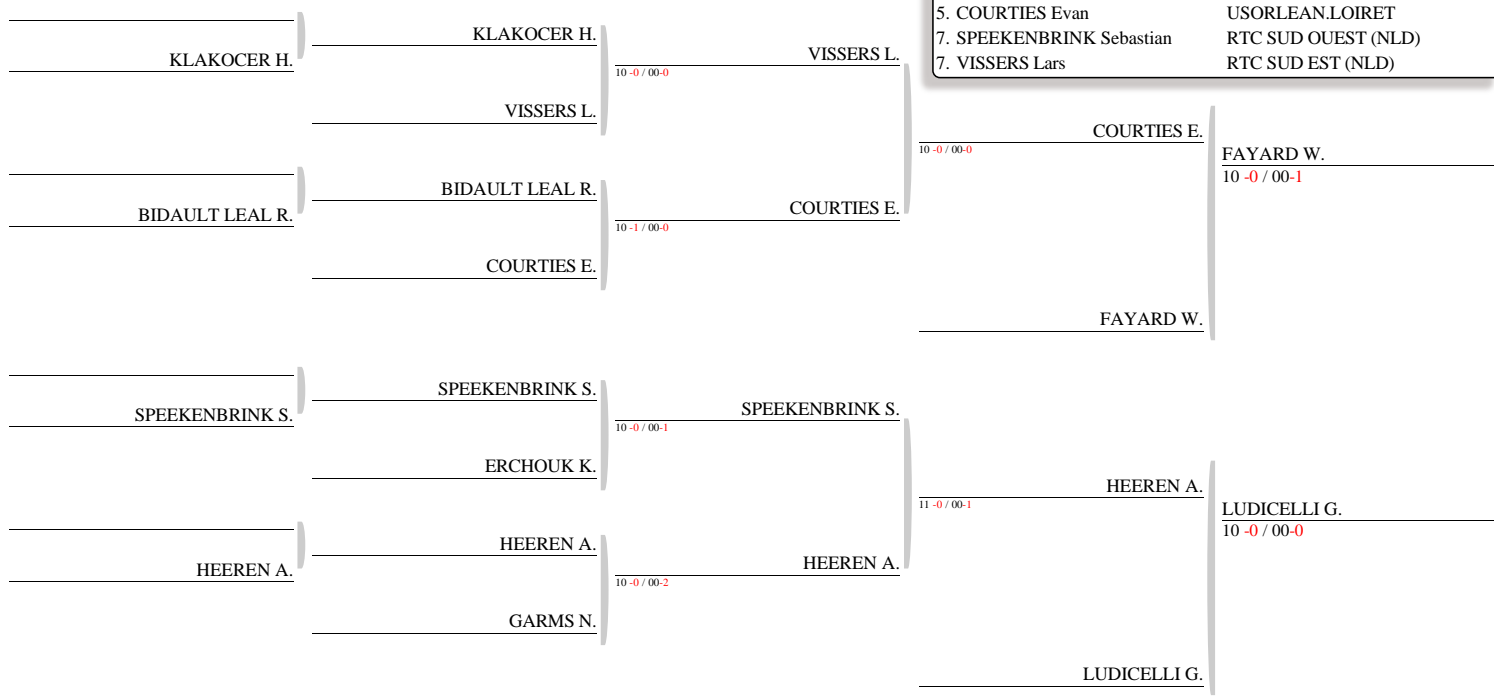 5. COURTIES Evan USORLEAN.LOIRET
7. SPEEKENBRINK Sebastian RTC SUD OUEST (NLD)
7. VISSERS Lars RTC SUD EST (NLD)
KLAKOCER H.
KLAKOCER H.
VISSERS L.
10 -0 / 00-0
VISSERS L.
COURTIES E.
10 -0 / 00-0
FAYARD W.
10 -0 / 00-1
BIDAULT LEAL R.
BIDAULT LEAL R.
COURTIES E.
10 -1 / 00-0
COURTIES E.
FAYARD W.
SPEEKENBRINK S.
SPEEKENBRINK S.
SPEEKENBRINK S.
10 -0 / 00-1
ERCHOUK K.
HEEREN A.
11 -0 / 00-1
LUDICELLI G.
10 -0 / 00-0
HEEREN A.
HEEREN A.
HEEREN A.
10 -0 / 00-2
GARMS N.
LUDICELLI G.